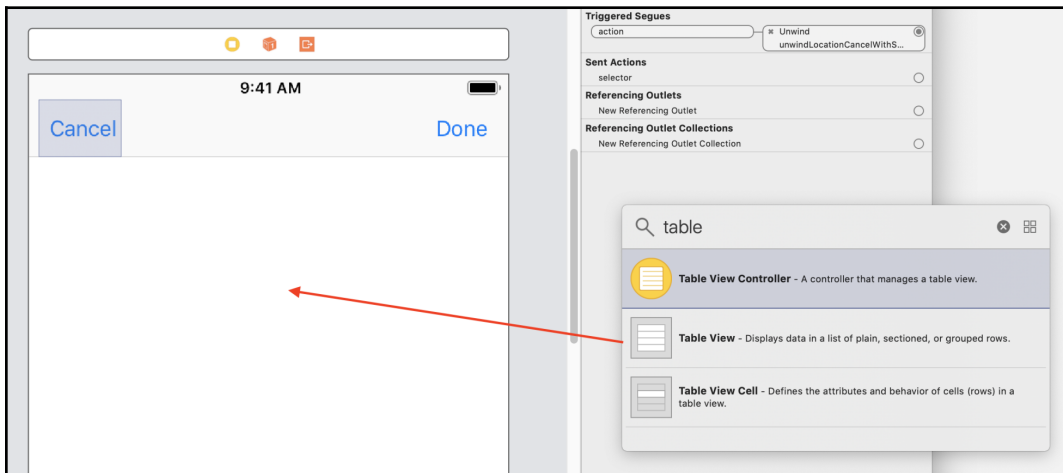 9:41 AM
Cancel
Done
Triggered Segues
action
Unwind
unwindLocationCancelWithS...
Sent Actions
selector
Referencing Outlets
New Referencing Outlet
Referencing Outlet Collections
New Referencing Outlet Collection
table
Table View Controller - A controller that manages a table view.
Table View - Displays data in a list of plain, sectioned, or grouped rows.
Table View Cell - Defines the attributes and behavior of cells (rows) in a
table view.